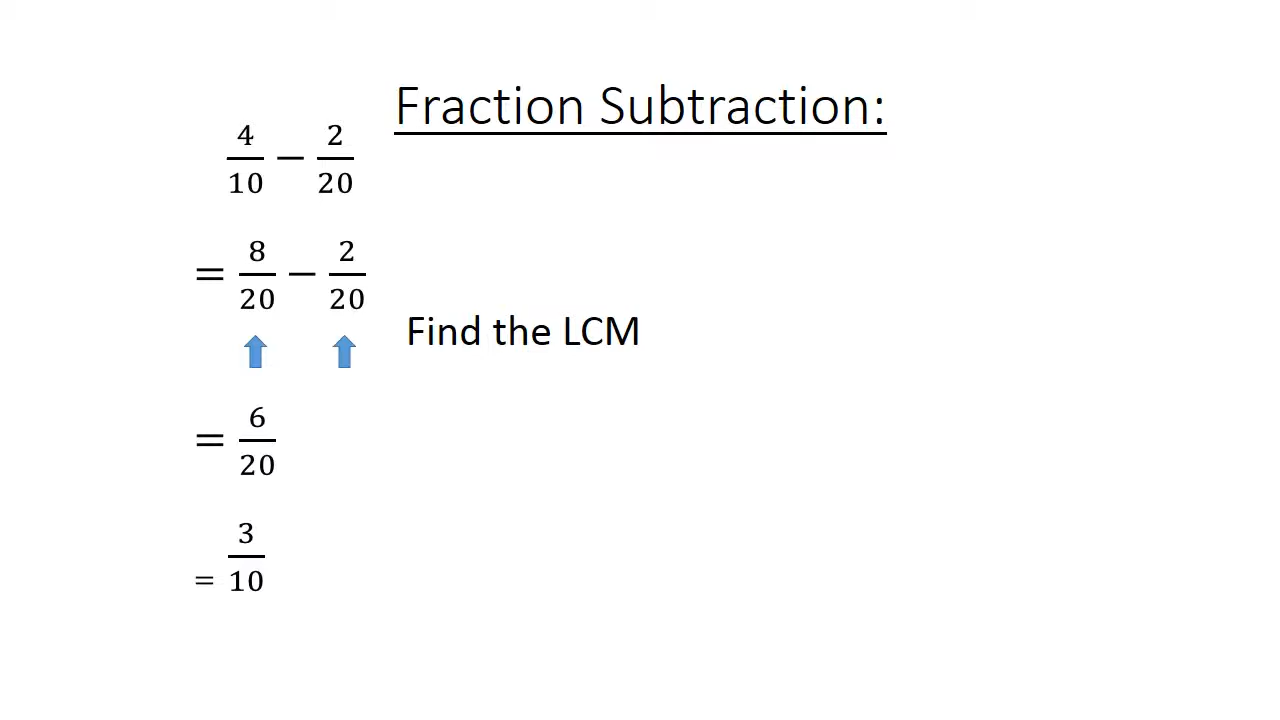 Fraction Subtraction:
4/10 − 2/20
= 8/20 − 2/20
Find the LCM
= 6/20
= 3/10